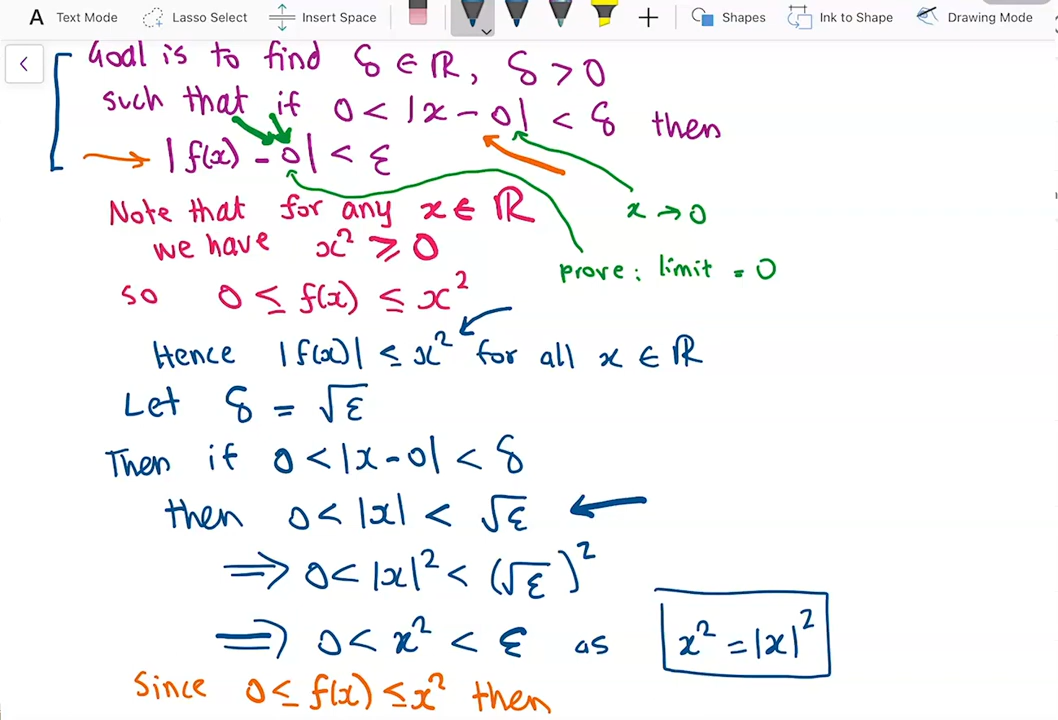 A Text Mode Lasso Select Insert Space Shapes Ink to Shape Drawing Mode
Goal is to find δ ∈ ℝ, δ > 0
such that if 0 < |x - 0| < δ then
|f(x) - 0| < ε
Note that for any x ∈ ℝ
x → 0
we have x² ≥ 0
prove: limit = 0
so 0 ≤ f(x) ≤ x²
Hence |f(x)| ≤ x² for all x ∈ ℝ
Let δ = √ε
Then if 0 < |x - 0| < δ
then 0 < |x| < √ε
⇒ 0 < |x|² < (√ε)²
⇒ 0 < x² < ε as x² = |x|²
Since 0 ≤ f(x) ≤ x² then